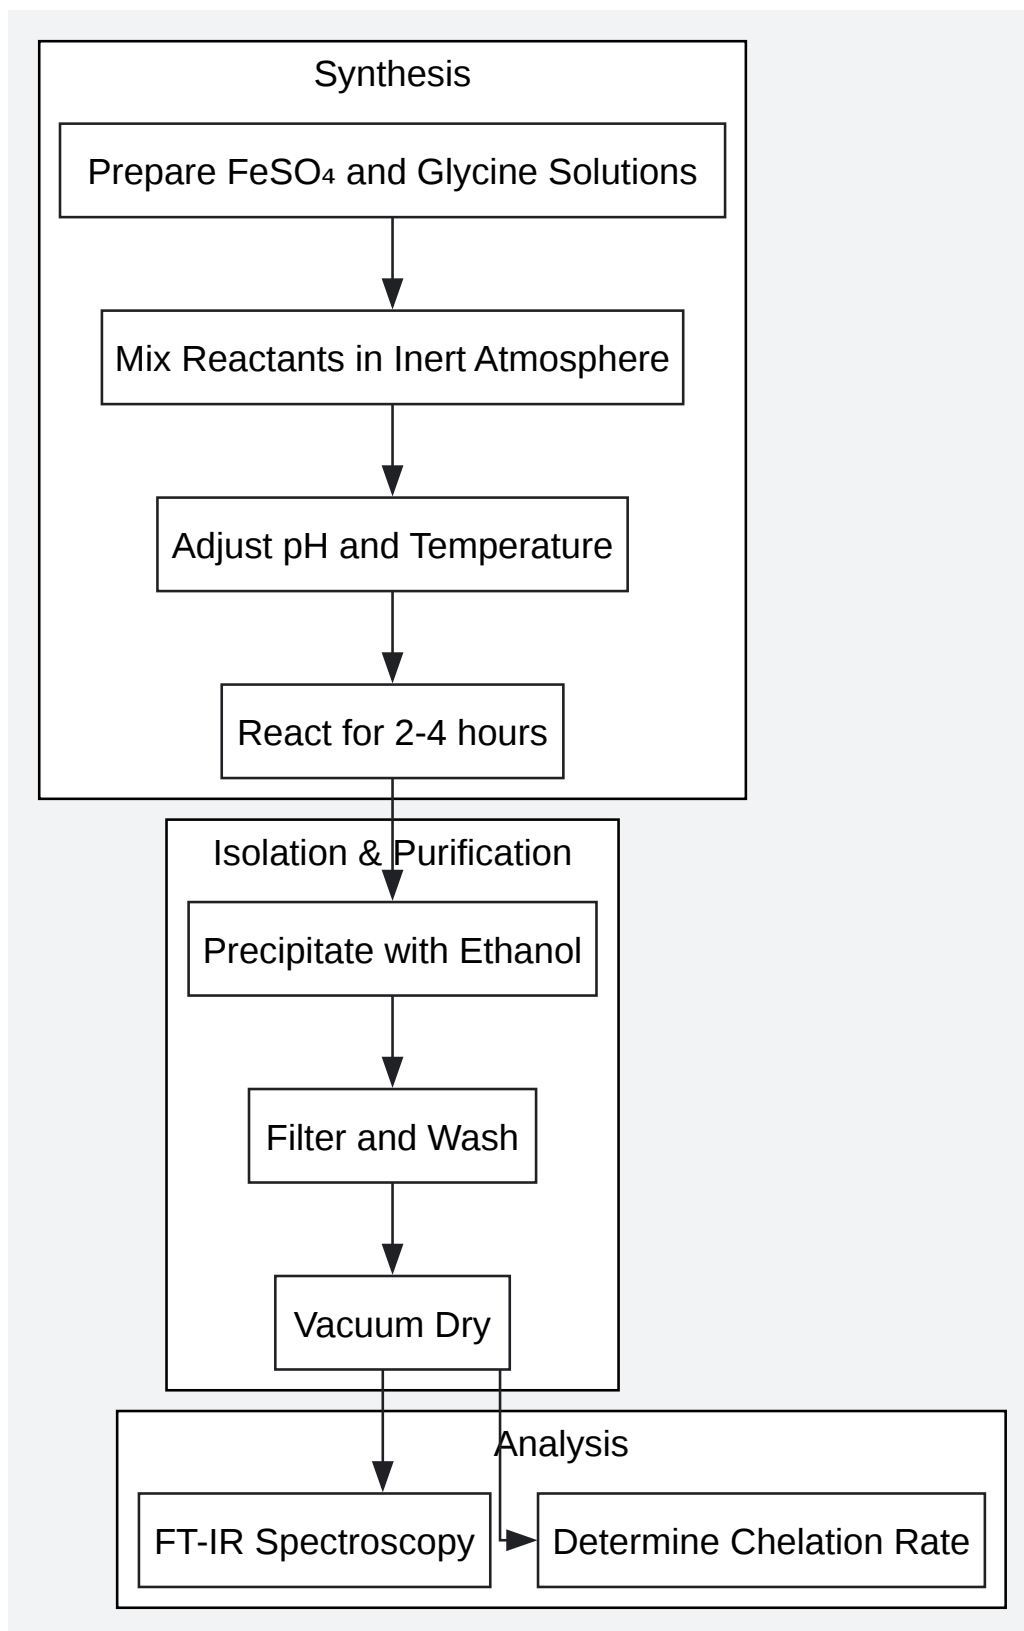 Synthesis
Prepare FeSO₄ and Glycine Solutions
Mix Reactants in Inert Atmosphere
Adjust pH and Temperature
React for 2-4 hours
Isolation & Purification
Precipitate with Ethanol
Filter and Wash
Vacuum Dry
Analysis
FT-IR Spectroscopy
Determine Chelation Rate